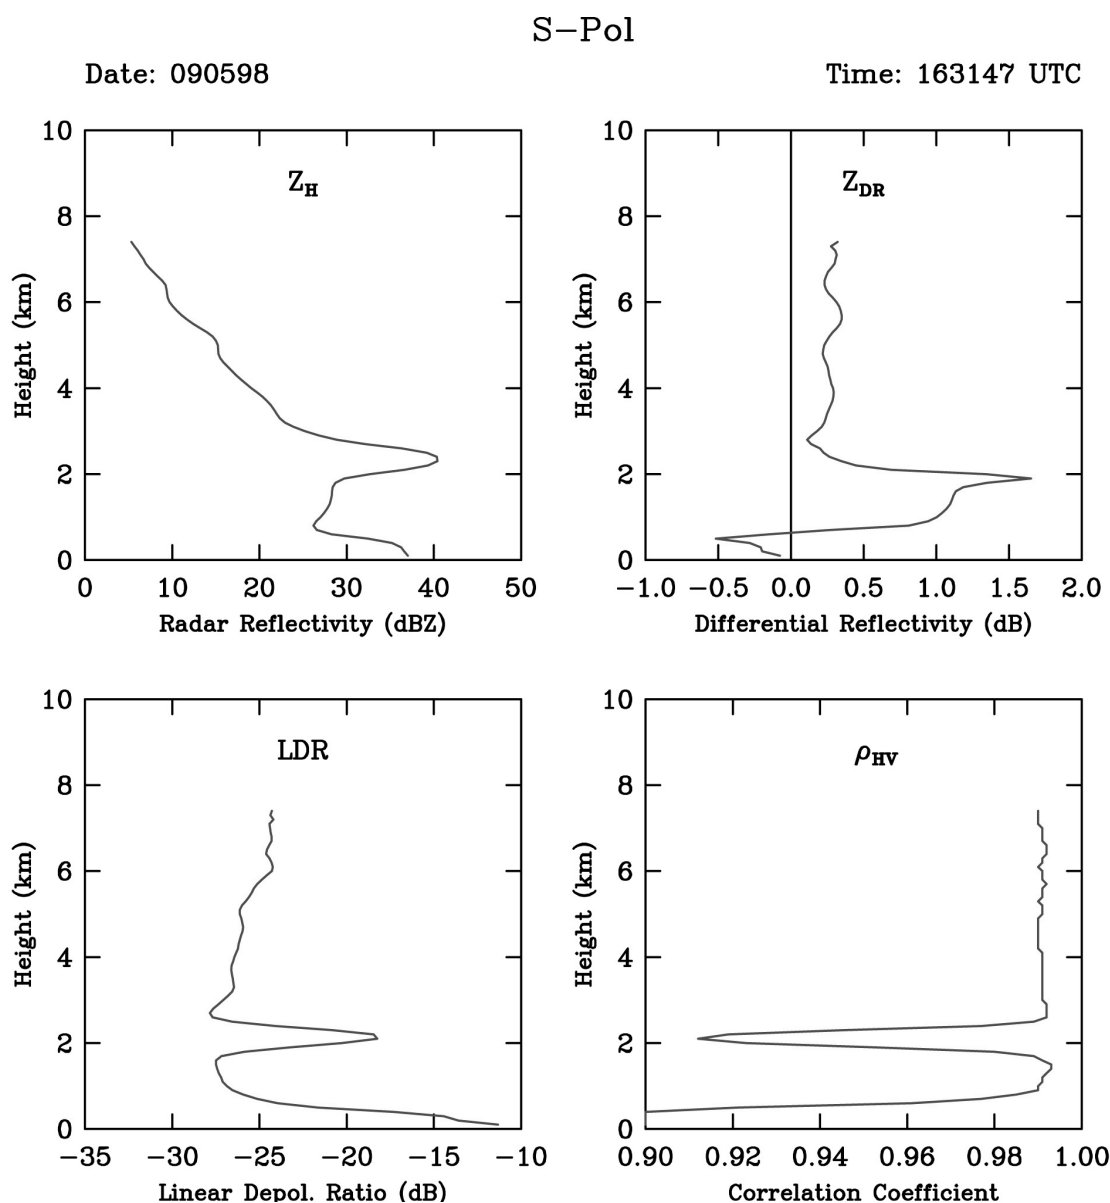 S-Pol
Date: 090598 Time: 163147 UTC
10 10
Z_H Z_DR
8 8
6 6
Height (km) Height (km)
4 4
2 2
0 0
0 10 20 30 40 50 -1.0 -0.5 0.0 0.5 1.0 1.5 2.0
Radar Reflectivity (dBZ) Differential Reflectivity (dB)
10 10
LDR ρ_HV
8 8
6 6
Height (km) Height (km)
4 4
2 2
0 0
-35 -30 -25 -20 -15 -10 0.90 0.92 0.94 0.96 0.98 1.00
Linear Depol. Ratio (dB) Correlation Coefficient